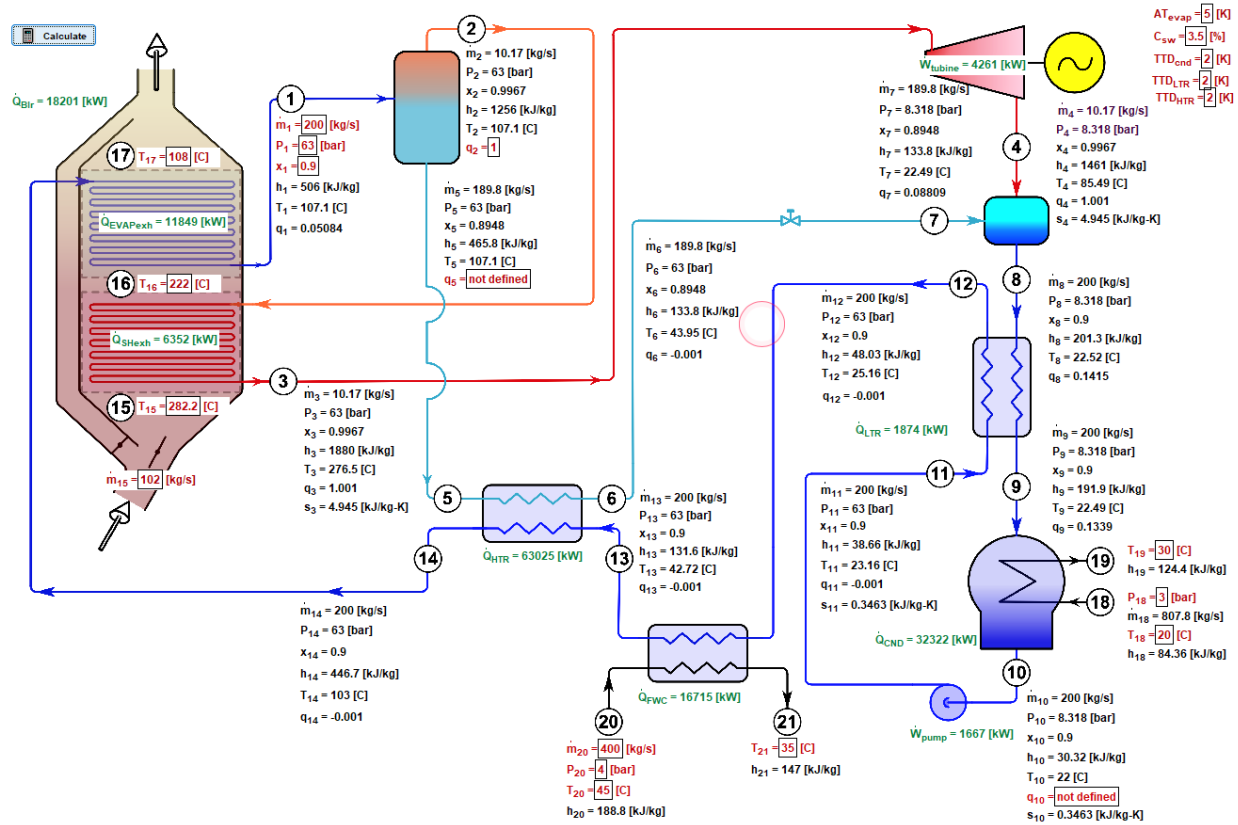 Calculate
Q̇Blr = 18201 [kW]
17
T17 = 108 [C]
Q̇EVAPexh = 11849 [kW]
16
T16 = 222 [C]
Q̇SHexh = 6352 [kW]
15
T15 = 282.2 [C]
ṁ15 = 102 [kg/s]
1
ṁ1 = 200 [kg/s]
P1 = 63 [bar]
x1 = 0.9
h1 = 506 [kJ/kg]
T1 = 107.1 [C]
q1 = 0.05084
2
ṁ2 = 10.17 [kg/s]
P2 = 63 [bar]
x2 = 0.9967
h2 = 1256 [kJ/kg]
T2 = 107.1 [C]
q2 = 1
ṁ5 = 189.8 [kg/s]
P5 = 63 [bar]
x5 = 0.8948
h5 = 465.8 [kJ/kg]
T5 = 107.1 [C]
q5 = not defined
3
ṁ3 = 10.17 [kg/s]
P3 = 63 [bar]
x3 = 0.9967
h3 = 1880 [kJ/kg]
T3 = 276.5 [C]
q3 = 1.001
s3 = 4.945 [kJ/kg-K]
Ẇtubine = 4261 [kW]
ATevap = 5 [K]
Csw = 3.5 [%]
TTDcnd = 2 [K]
TTDLTR = 2 [K]
TTDHTR = 2 [K]
ṁ7 = 189.8 [kg/s]
P7 = 8.318 [bar]
x7 = 0.8948
h7 = 133.8 [kJ/kg]
T7 = 22.49 [C]
q7 = 0.08809
4
ṁ4 = 10.17 [kg/s]
P4 = 8.318 [bar]
x4 = 0.9967
h4 = 1461 [kJ/kg]
T4 = 85.49 [C]
q4 = 1.001
s4 = 4.945 [kJ/kg-K]
7
ṁ6 = 189.8 [kg/s]
P6 = 63 [bar]
x6 = 0.8948
h6 = 133.8 [kJ/kg]
T6 = 43.95 [C]
q6 = -0.001
12
ṁ12 = 200 [kg/s]
P12 = 63 [bar]
x12 = 0.9
h12 = 48.03 [kJ/kg]
T12 = 25.16 [C]
q12 = -0.001
8
ṁ8 = 200 [kg/s]
P8 = 8.318 [bar]
x8 = 0.9
h8 = 201.3 [kJ/kg]
T8 = 22.52 [C]
q8 = 0.1415
Q̇LTR = 1874 [kW]
9
ṁ9 = 200 [kg/s]
P9 = 8.318 [bar]
x9 = 0.9
h9 = 191.9 [kJ/kg]
T9 = 22.49 [C]
q9 = 0.1339
11
ṁ11 = 200 [kg/s]
P11 = 63 [bar]
x11 = 0.9
h11 = 38.66 [kJ/kg]
T11 = 23.16 [C]
q11 = -0.001
s11 = 0.3463 [kJ/kg-K]
5
6
Q̇HTR = 63025 [kW]
14
13
ṁ13 = 200 [kg/s]
P13 = 63 [bar]
x13 = 0.9
h13 = 131.6 [kJ/kg]
T13 = 42.72 [C]
q13 = -0.001
ṁ14 = 200 [kg/s]
P14 = 63 [bar]
x14 = 0.9
h14 = 446.7 [kJ/kg]
T14 = 103 [C]
q14 = -0.001
19
T19 = 30 [C]
h19 = 124.4 [kJ/kg]
18
P18 = 3 [bar]
ṁ18 = 807.8 [kg/s]
T18 = 20 [C]
h18 = 84.36 [kJ/kg]
Q̇CND = 32322 [kW]
10
Ẇpump = 1667 [kW]
ṁ10 = 200 [kg/s]
P10 = 8.318 [bar]
x10 = 0.9
h10 = 30.32 [kJ/kg]
T10 = 22 [C]
q10 = not defined
s10 = 0.3463 [kJ/kg-K]
Q̇FWC = 16715 [kW]
20
ṁ20 = 400 [kg/s]
P20 = 4 [bar]
T20 = 45 [C]
h20 = 188.8 [kJ/kg]
21
T21 = 35 [C]
h21 = 147 [kJ/kg]